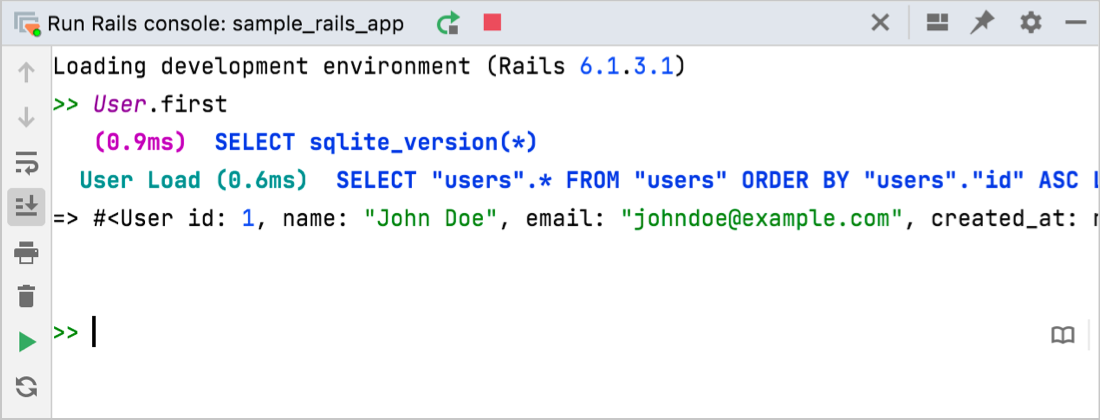 Run Rails console: sample_rails_app
Loading development environment (Rails 6.1.3.1)
>> User.first
(0.9ms) SELECT sqlite_version(*)
User Load (0.6ms) SELECT "users".* FROM "users" ORDER BY "users"."id" ASC
=> #<User id: 1, name: "John Doe", email: "johndoe@example.com", created_at:
>>